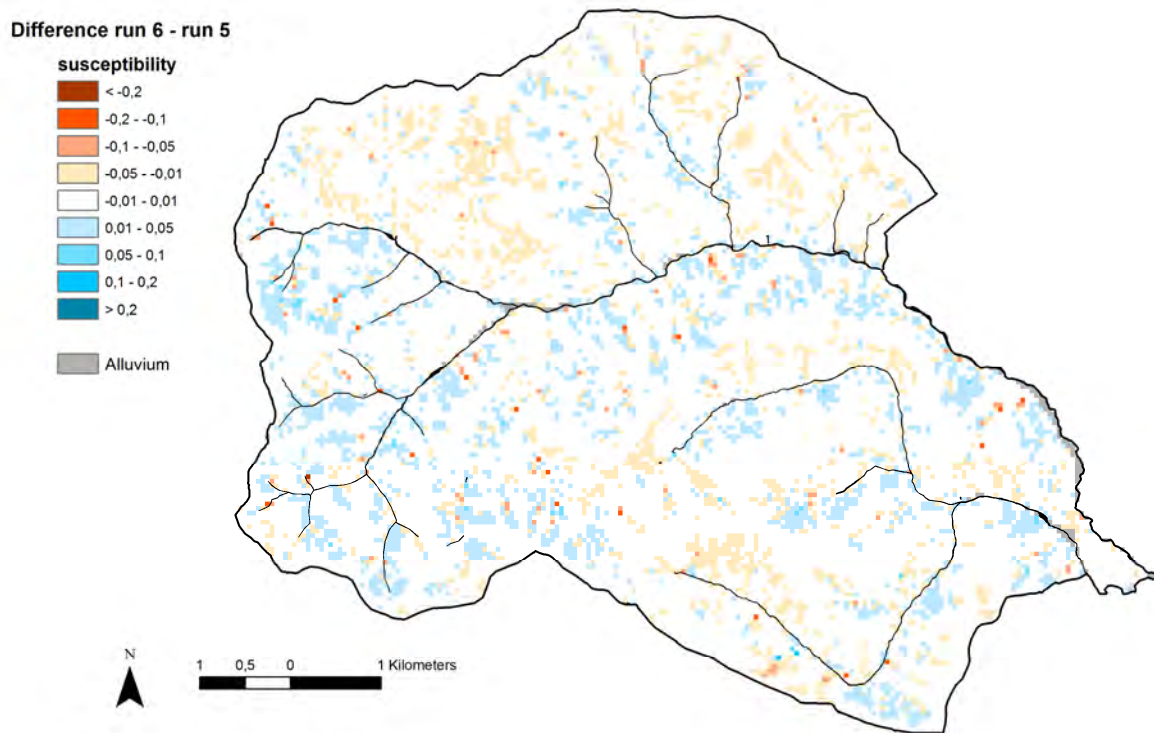 Difference run 6 - run 5
susceptibility
< -0,2
-0,2 - -0,1
-0,1 - -0,05
-0,05 - -0,01
-0,01 - 0,01
0,01 - 0,05
0,05 - 0,1
0,1 - 0,2
> 0,2
Alluvium
1
N
1 0,5 0 1 Kilometers